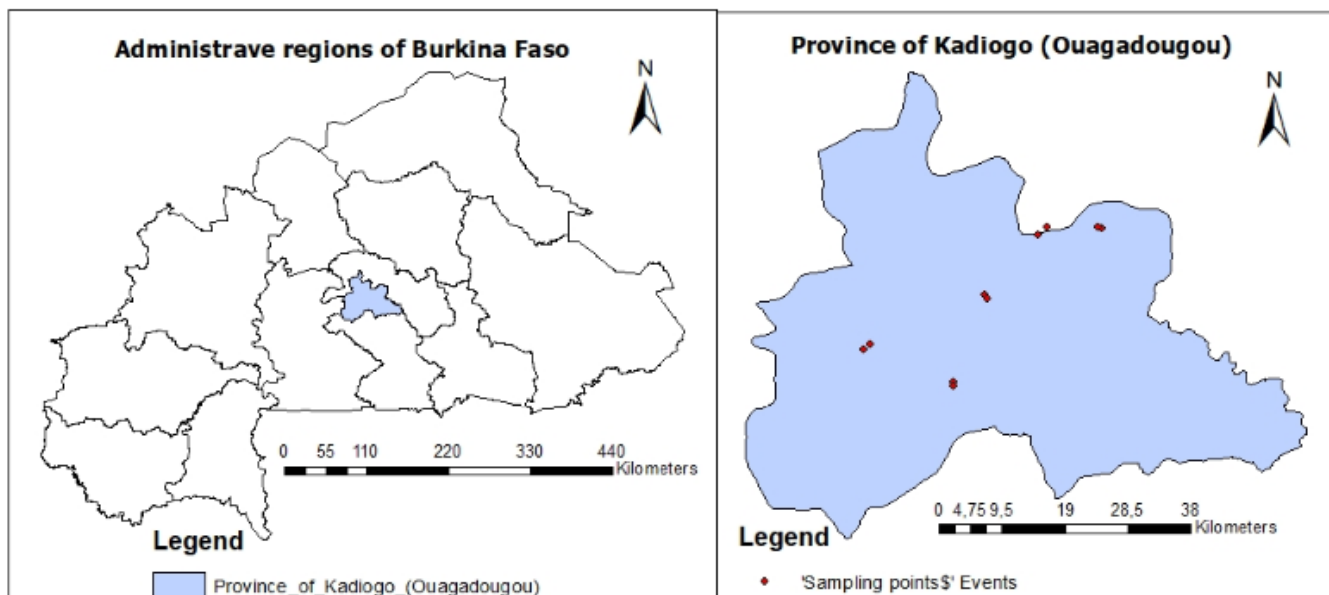 Administrave regions of Burkina Faso
N
0 55 110 220 330 440
Kilometers
Legend
Province_of_Kadiogo_(Ouagadougou)
Province of Kadiogo (Ouagadougou)
N
0 4,75 9,5 19 28,5 38
Kilometers
Legend
'Sampling points$' Events